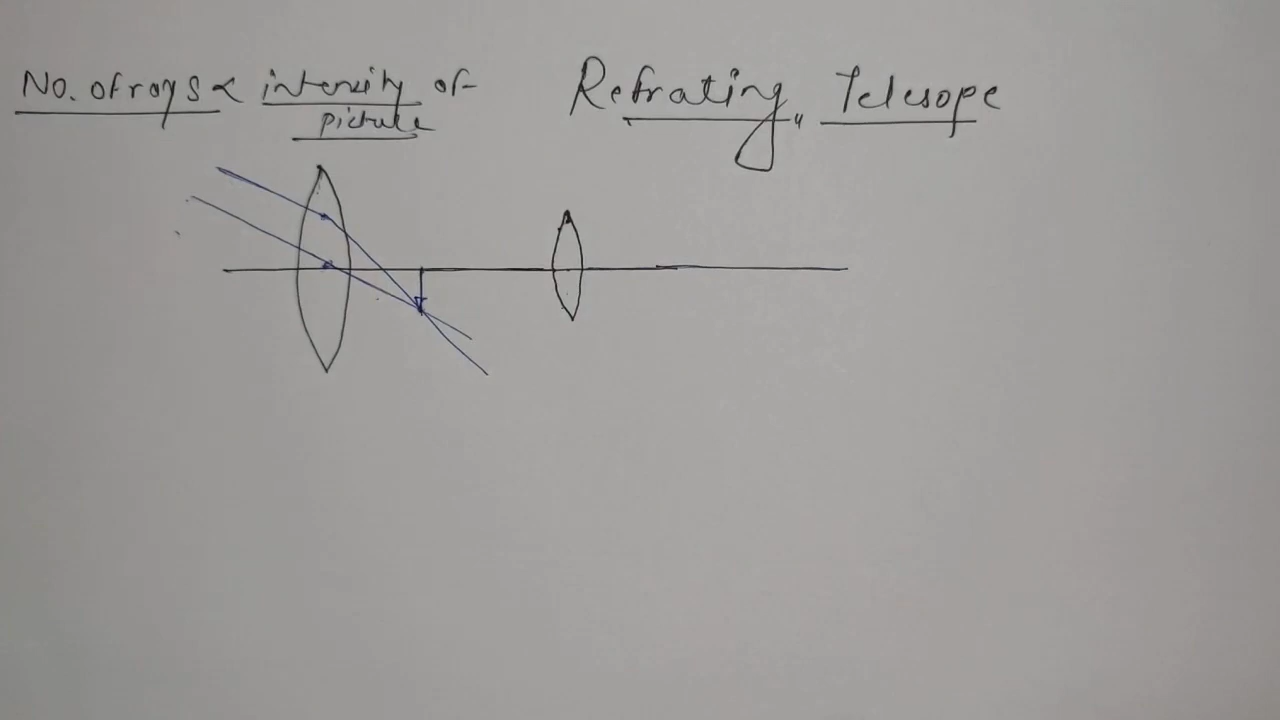 No. of rays ∝ intensity of
picture
Refrating Telesope